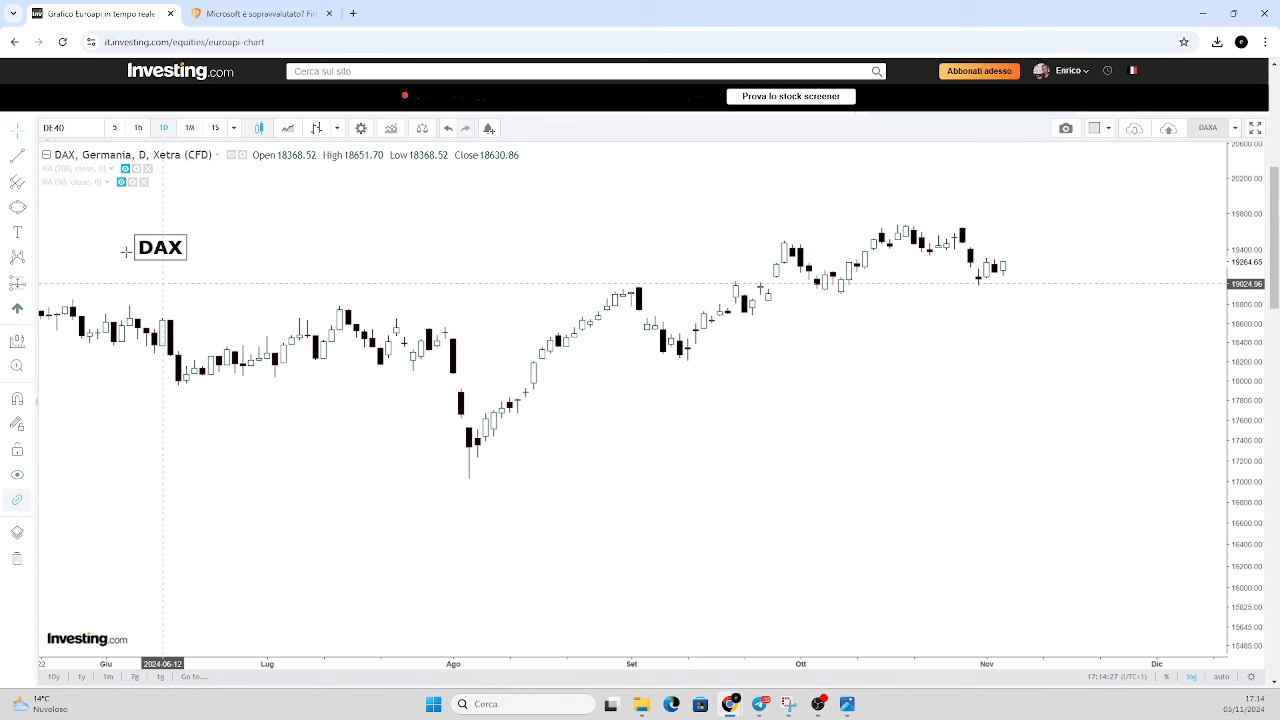 Grafico Europi in tempo reale
Microsoft è sopravvalutato? Fin
it.investing.com/equities/euroapi-chart
Investing.com
Cerca sul sito
Abbonati adesso
Enrico
Prova lo stock screener
DE40
5
1h
1D
1M
1S
DAXA
DAX, Germania, D, Xetra (CFD)
Open 18368.52 High 18651.70 Low 18368.52 Close 18630.86
MA (200, close, 0)
MA (50, close, 0)
DAX
20600.00
20200.00
19800.00
19400.00
19264.65
19024.96
18800.00
18600.00
18400.00
18200.00
18000.00
17800.00
17600.00
17400.00
17200.00
17000.00
16800.00
16600.00
16400.00
16200.00
16000.00
15825.00
15645.00
15485.00
Investing.com
22
Giu
2024-06-12
Lug
Ago
Set
Ott
Nov
Dic
10y
1y
1m
7g
1g
Go to...
17:14:27 (UTC+1)
%
log
auto
14°C
Nuvoloso
Cerca
17:14
05/11/2024